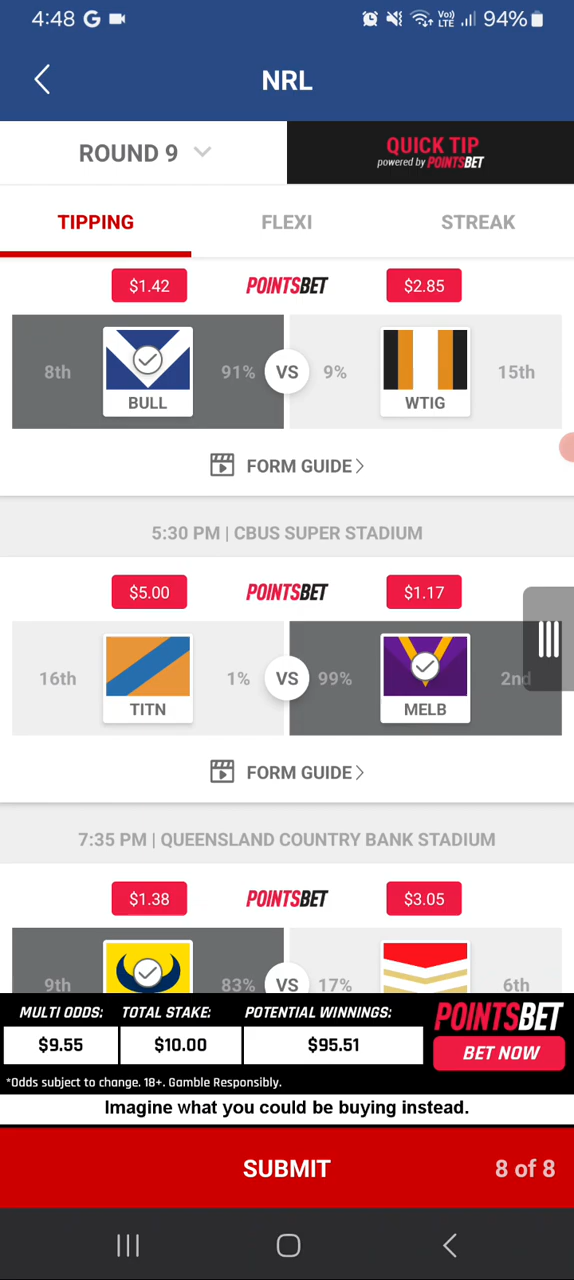 4:48 G Vo)) LTE 94%
NRL
ROUND 9
QUICK TIP
powered by POINTSBET
TIPPING FLEXI STREAK
$1.42 POINTSBET $2.85
8th 91% VS 9% 15th
BULL WTIG
FORM GUIDE
5:30 PM | CBUS SUPER STADIUM
$5.00 POINTSBET $1.17
16th 1% VS 99% 2nd
TITN MELB
FORM GUIDE
7:35 PM | QUEENSLAND COUNTRY BANK STADIUM
$1.38 POINTSBET $3.05
9th 83% VS 17% 6th
MULTI ODDS: TOTAL STAKE: POTENTIAL WINNINGS: POINTSBET
$9.55 $10.00 $95.51 BET NOW
*Odds subject to change. 18+. Gamble Responsibly.
Imagine what you could be buying instead.
SUBMIT 8 of 8